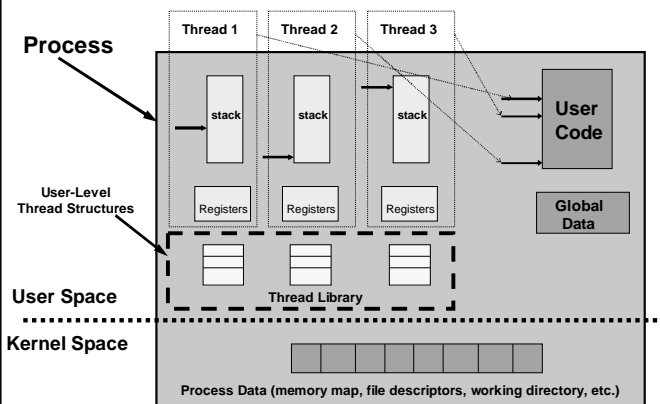 Thread 1
Thread 2
Thread 3
Process
stack
stack
stack
User
Code
User-Level
Thread Structures
Registers
Registers
Registers
Global
Data
User Space
Thread Library
Kernel Space
Process Data (memory map, file descriptors, working directory, etc.)